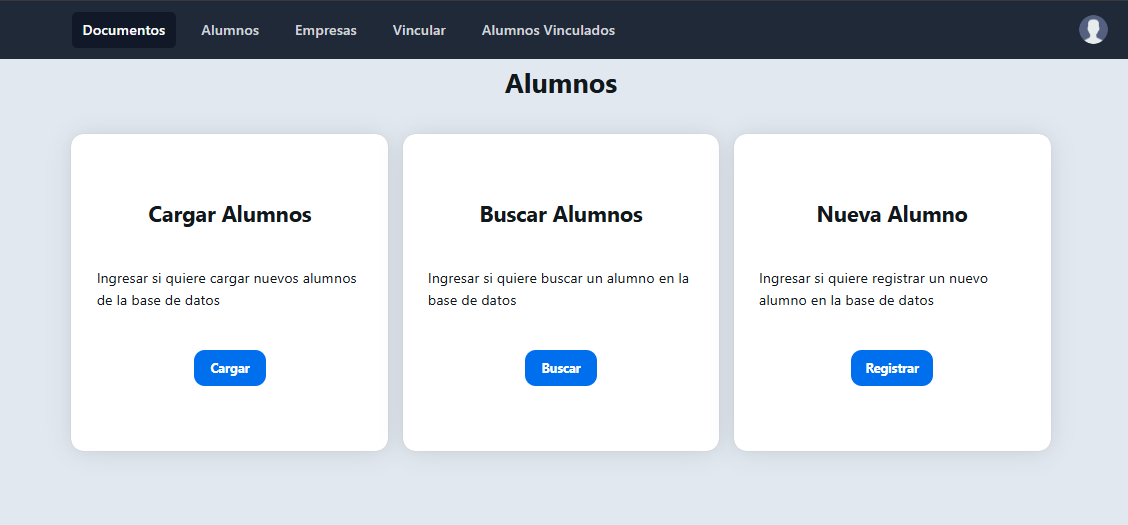 Documentos Alumnos Empresas Vincular Alumnos Vinculados
Alumnos
Cargar Alumnos
Ingresar si quiere cargar nuevos alumnos
de la base de datos
Cargar
Buscar Alumnos
Ingresar si quiere buscar un alumno en la
base de datos
Buscar
Nueva Alumno
Ingresar si quiere registrar un nuevo
alumno en la base de datos
Registrar